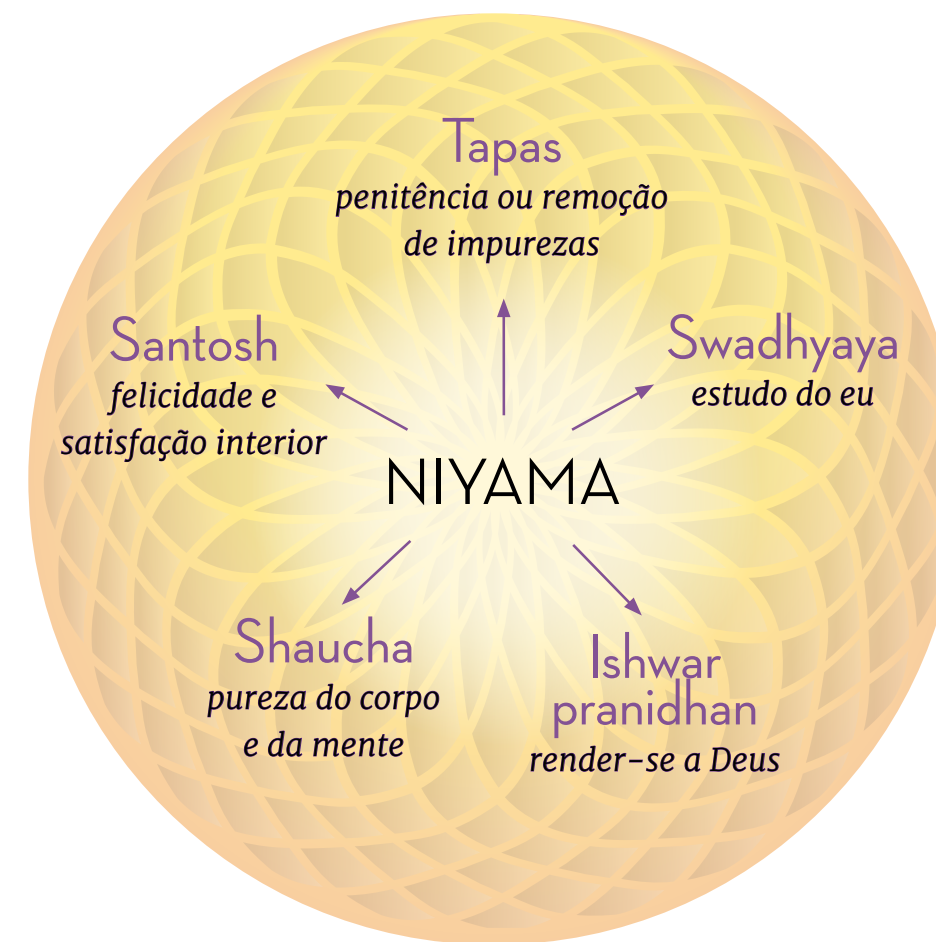 Tapas
penitência ou remoção
de impurezas
Santosh
felicidade e
satisfação interior
Swadhyaya
estudo do eu
NIYAMA
Shaucha
pureza do corpo
e da mente
Ishwar
pranidhan
render-se a Deus